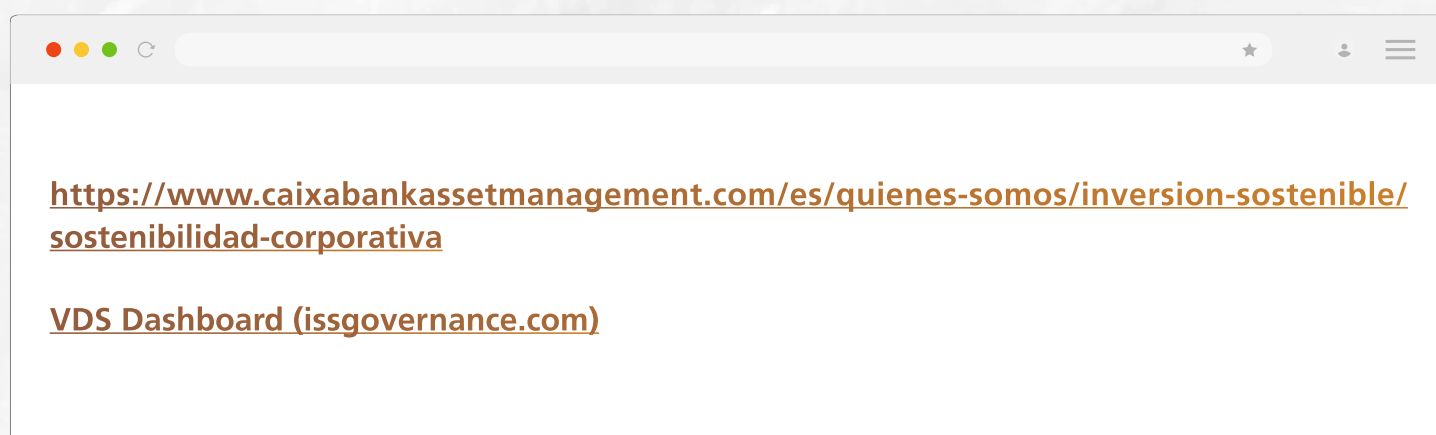 https://www.caixabankassetmanagement.com/es/quienes-somos/inversion-sostenible/
sostenibilidad-corporativa
VDS Dashboard (issgovernance.com)